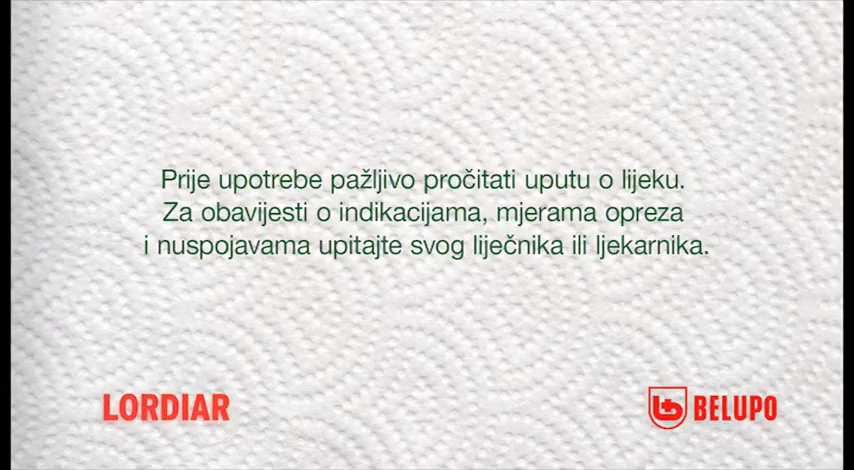 Prije upotrebe pažljivo pročitati uputu o lijeku.
Za obavijesti o indikacijama, mjerama opreza
i nuspojavama upitajte svog liječnika ili ljekarnika.
LORDIAR
BELUPO